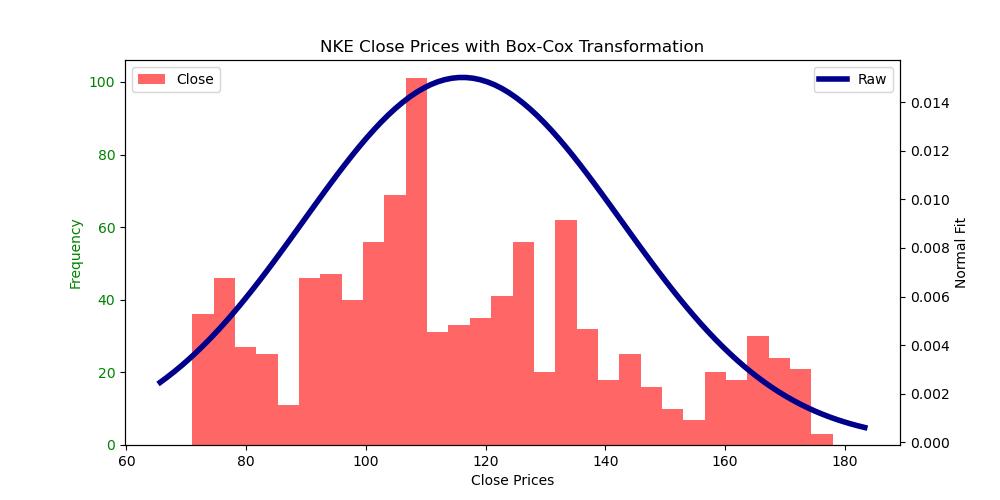 NKE Close Prices with Box-Cox Transformation
Close
Raw
100
80
60
40
20
0
Frequency
0.014
0.012
0.010
0.008
0.006
0.004
0.002
0.000
Normal Fit
60 80 100 120 140 160 180
Close Prices